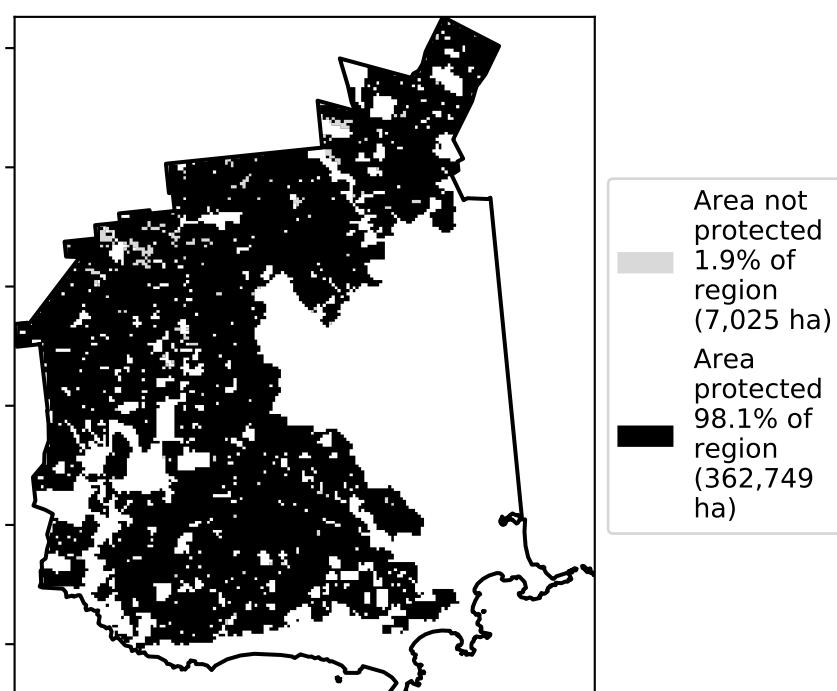 Area not
protected
1.9% of
region
(7,025 ha)
Area
protected
98.1% of
region
(362,749
ha)